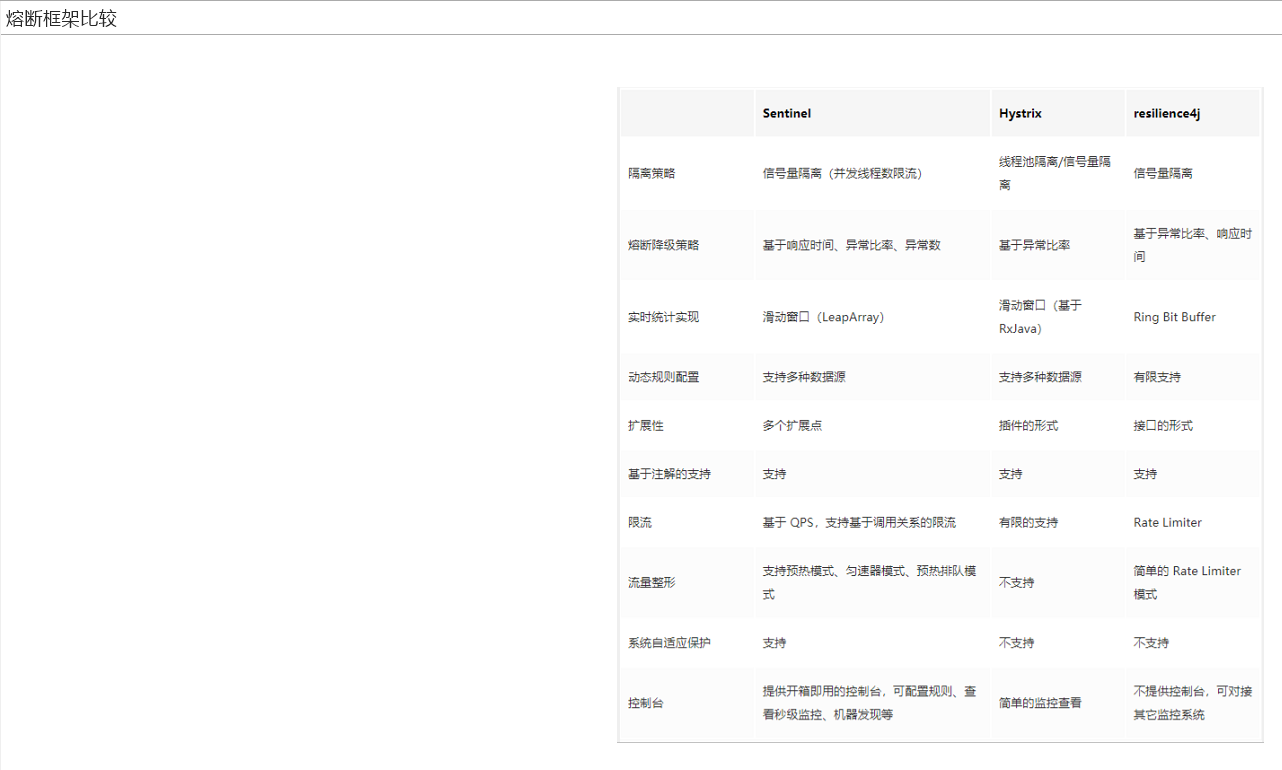 熔断框架比较
Sentinel Hystrix resilience4j
隔离策略 信号量隔离（并发线程数限流） 线程池隔离/信号量隔 信号量隔离
离
熔断降级策略 基于响应时间、异常比率、异常数 基于异常比率 基于异常比率、响应时
间
实时统计实现 滑动窗口（LeapArray） 滑动窗口（基于 Ring Bit Buffer
RxJava）
动态规则配置 支持多种数据源 支持多种数据源 有限支持
扩展性 多个扩展点 插件的形式 接口的形式
基于注解的支持 支持 支持 支持
限流 基于 QPS，支持基于调用关系的限流 有限的支持 Rate Limiter
流量整形 支持预热模式、匀速器模式、预热排队模 不支持 简单的 Rate Limiter
式 模式
系统自适应保护 支持 不支持 不支持
控制台 提供开箱即用的控制台，可配置规则、查 简单的监控查看 不提供控制台，可对接
看秒级监控、机器发现等 其它监控系统